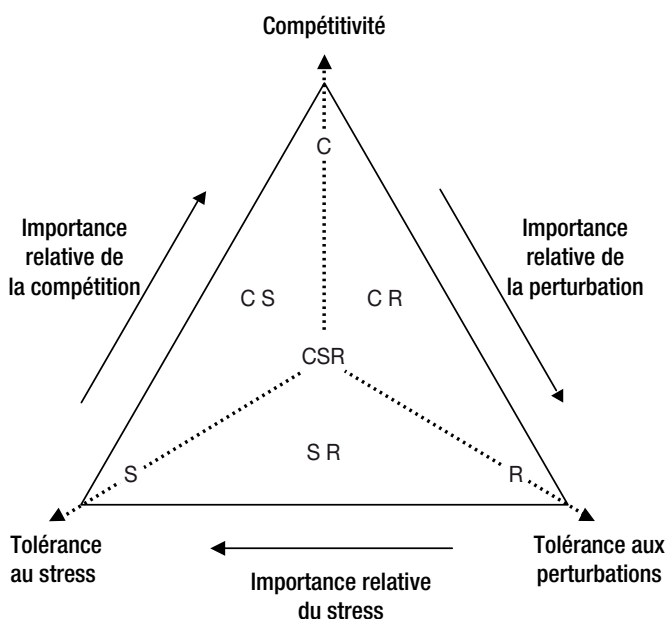 Compétitivité
C
Importance
relative de
la compétition
Importance
relative de
la perturbation
C S
C R
CSR
S R
S
R
Tolérance
au stress
Importance relative
du stress
Tolérance aux
perturbations